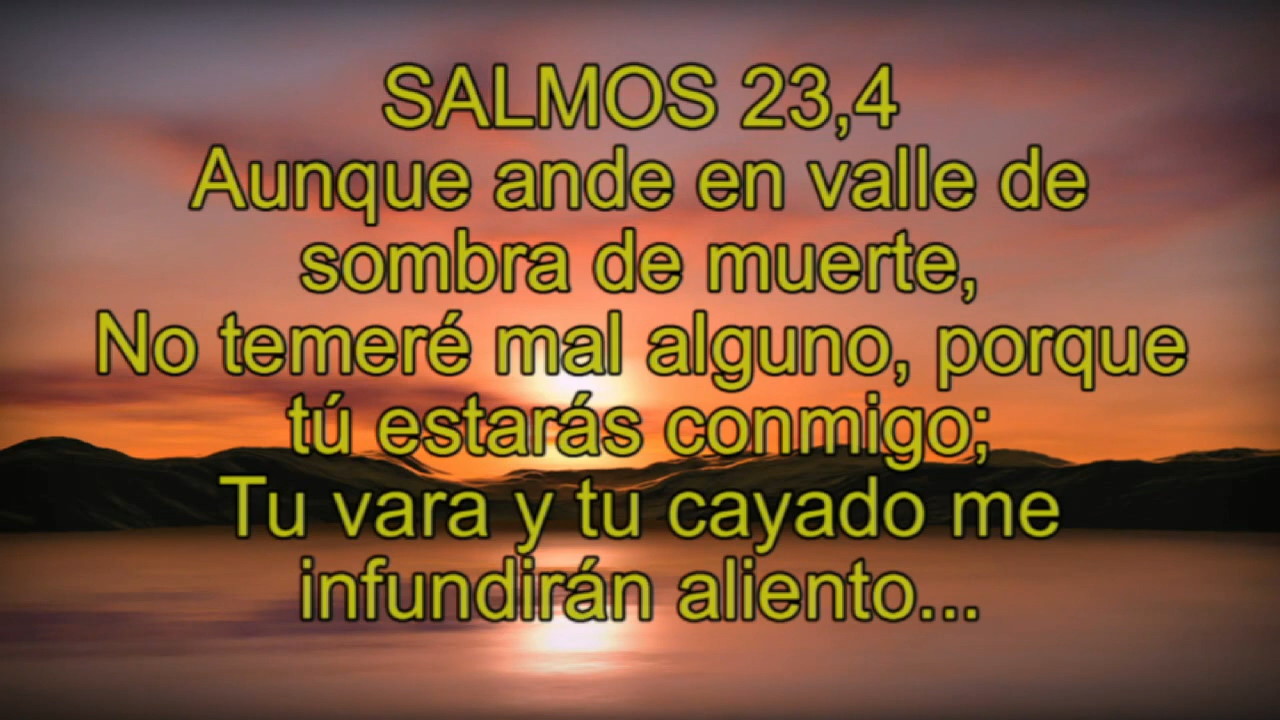 SALMOS 23,4
Aunque ande en valle de
sombra de muerte,
No temeré mal alguno, porque
tú estarás conmigo;
Tu vara y tu cayado me
infundirán aliento...